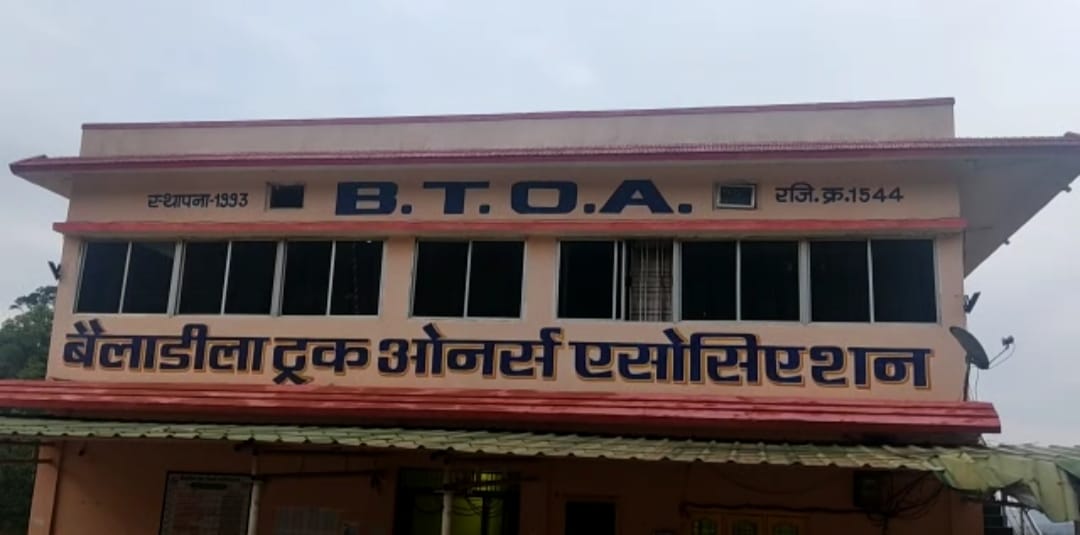 स्थापना-1993 B.T.O.A. रजि.क्र.1544
बैलाडीला ट्रक ओनर्स एसोसिएशन